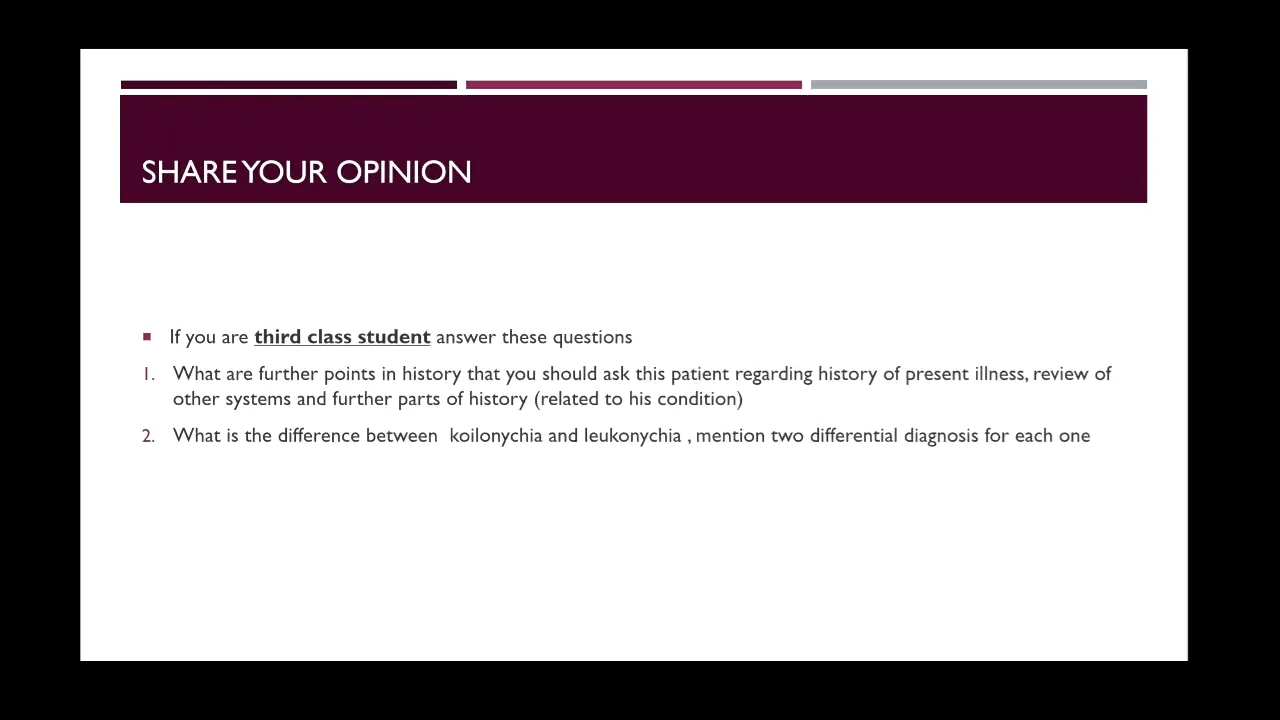 SHARE YOUR OPINION
If you are third class student answer these questions
1. What are further points in history that you should ask this patient regarding history of present illness, review of
other systems and further parts of history (related to his condition)
2. What is the difference between koilonychia and leukonychia , mention two differential diagnosis for each one